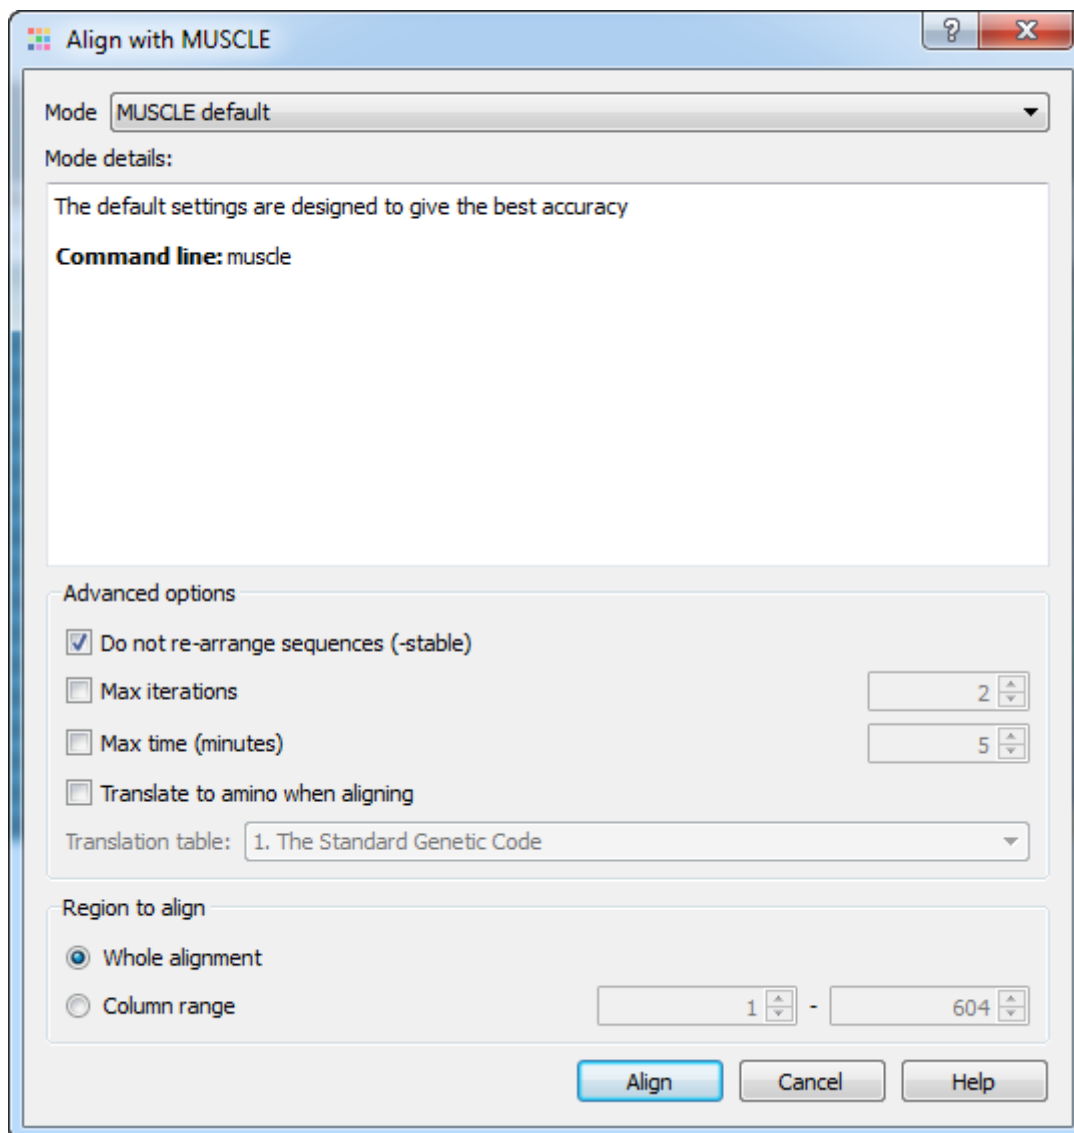 Align with MUSCLE
Mode MUSCLE default
Mode details:
The default settings are designed to give the best accuracy
Command line: muscle
Advanced options
Do not re-arrange sequences (-stable)
Max iterations 2
Max time (minutes) 5
Translate to amino when aligning
Translation table: 1. The Standard Genetic Code
Region to align
Whole alignment
Column range 1 - 604
Align Cancel Help